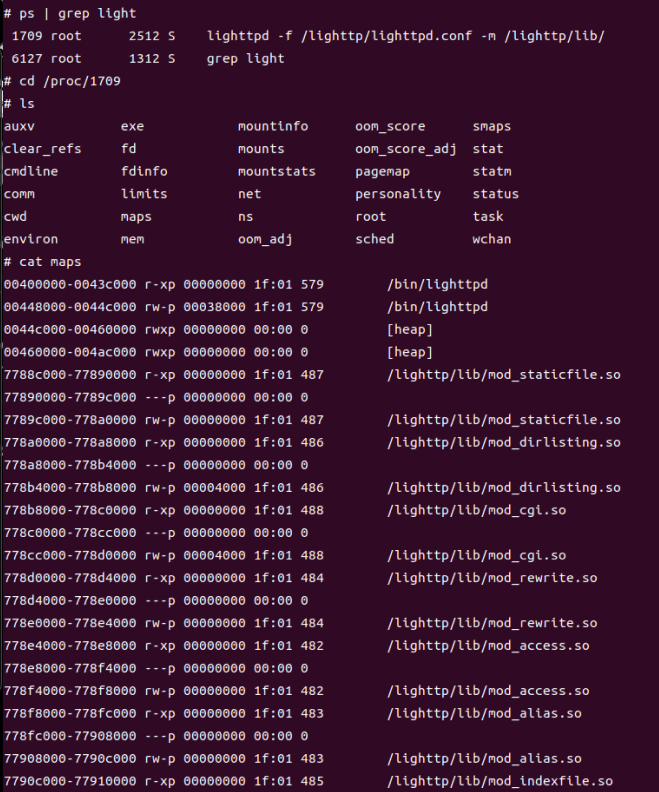 # ps | grep light
1709 root 2512 S lighttpd -f /lighttp/lighttpd.conf -m /lighttp/lib/
6127 root 1312 S grep light
# cd /proc/1709
# ls
auxv exe mountinfo oom_score smaps
clear_refs fd mounts oom_score_adj stat
cmdline fdinfo mountstats pagemap statm
comm limits net personality status
cwd maps ns root task
environ mem oom_adj sched wchan
# cat maps
00400000-0043c000 r-xp 00000000 1f:01 579 /bin/lighttpd
00448000-0044c000 rw-p 00038000 1f:01 579 /bin/lighttpd
0044c000-00460000 rwxp 00000000 00:00 0 [heap]
00460000-004ac000 rwxp 00000000 00:00 0 [heap]
7788c000-77890000 r-xp 00000000 1f:01 487 /lighttp/lib/mod_staticfile.so
77890000-7789c000 ---p 00000000 00:00 0
7789c000-778a0000 rw-p 00000000 1f:01 487 /lighttp/lib/mod_staticfile.so
778a0000-778a8000 r-xp 00000000 1f:01 486 /lighttp/lib/mod_dirlisting.so
778a8000-778b4000 ---p 00000000 00:00 0
778b4000-778b8000 rw-p 00004000 1f:01 486 /lighttp/lib/mod_dirlisting.so
778b8000-778c0000 r-xp 00000000 1f:01 488 /lighttp/lib/mod_cgi.so
778c0000-778cc000 ---p 00000000 00:00 0
778cc000-778d0000 rw-p 00004000 1f:01 488 /lighttp/lib/mod_cgi.so
778d0000-778d4000 r-xp 00000000 1f:01 484 /lighttp/lib/mod_rewrite.so
778d4000-778e0000 ---p 00000000 00:00 0
778e0000-778e4000 rw-p 00000000 1f:01 484 /lighttp/lib/mod_rewrite.so
778e4000-778e8000 r-xp 00000000 1f:01 482 /lighttp/lib/mod_access.so
778e8000-778f4000 ---p 00000000 00:00 0
778f4000-778f8000 rw-p 00000000 1f:01 482 /lighttp/lib/mod_access.so
778f8000-778fc000 r-xp 00000000 1f:01 483 /lighttp/lib/mod_alias.so
778fc000-77908000 ---p 00000000 00:00 0
77908000-7790c000 rw-p 00000000 1f:01 483 /lighttp/lib/mod_alias.so
7790c000-77910000 r-xp 00000000 1f:01 485 /lighttp/lib/mod_indexfile.so